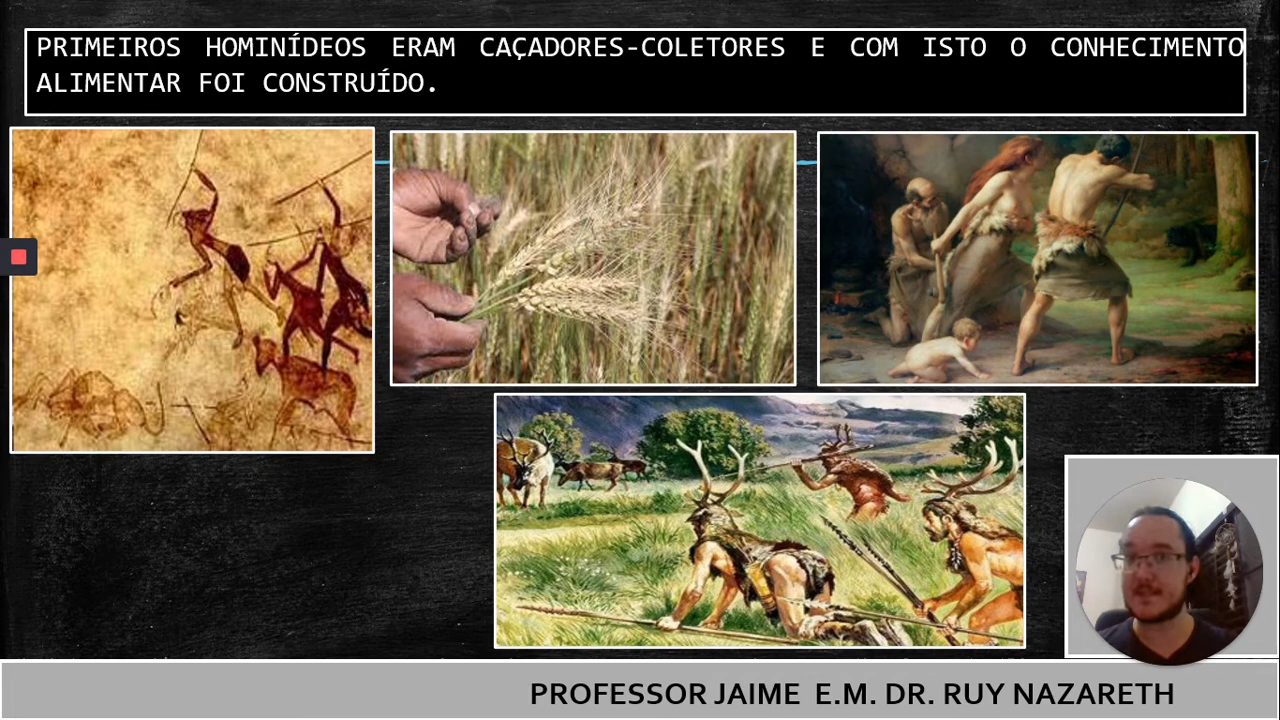 PRIMEIROS HOMINÍDEOS ERAM CAÇADORES-COLETORES E COM ISTO O CONHECIMENTO
ALIMENTAR FOI CONSTRUÍDO.
PROFESSOR JAIME E.M. DR. RUY NAZARETH